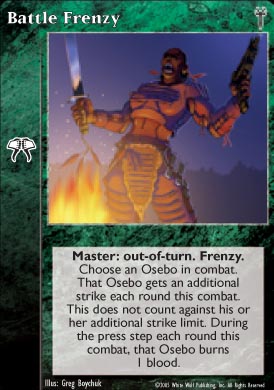 Battle Frenzy
Master: out-of-turn. Frenzy.
Choose an Osebo in combat.
That Osebo gets an additional
strike each round this combat.
This does not count against his or
her additional strike limit. During
the press step each round this
combat, that Osebo burns
1 blood.
Illus: Greg Boychuk
©2005 White Wolf Publishing, Inc. All Rights Reserved.